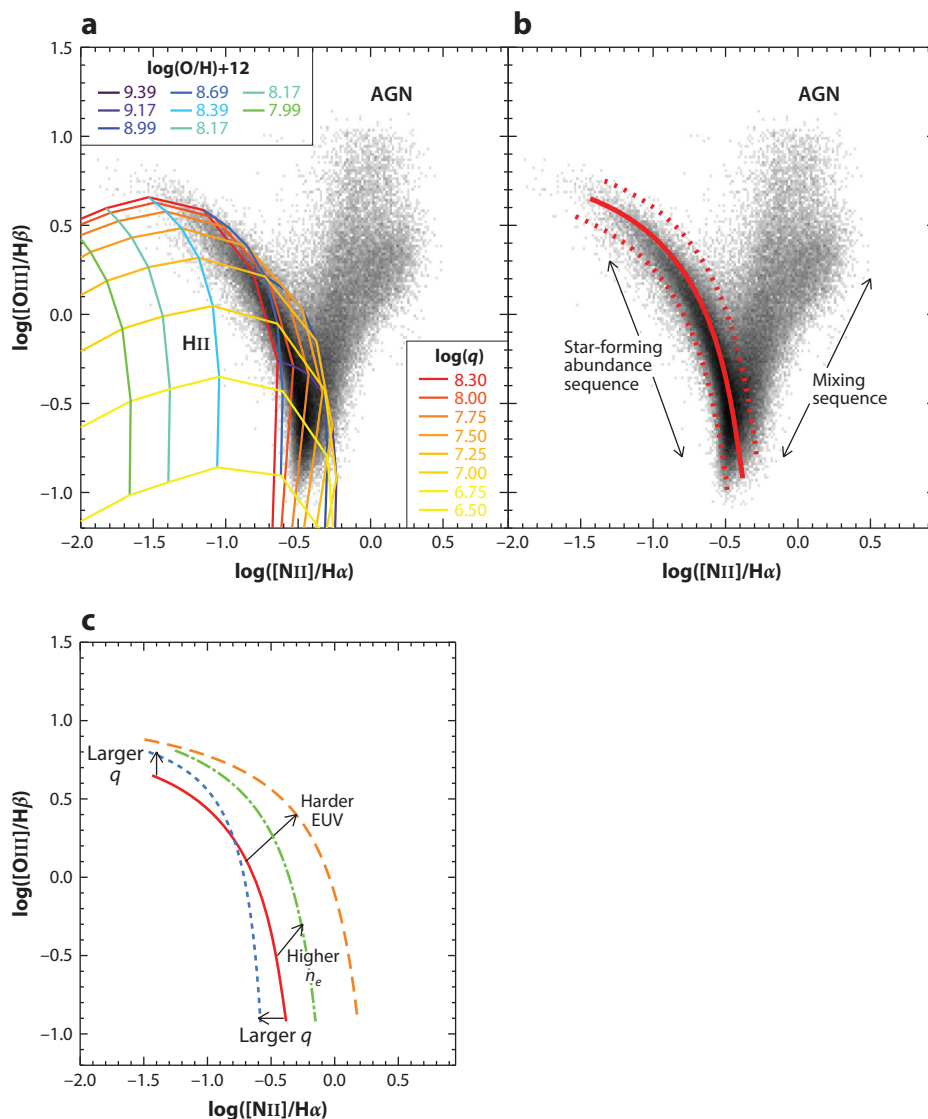 a
1.5
1.0
0.5
0.0
−0.5
−1.0
−2.0 −1.5 −1.0 −0.5 0.0 0.5
log([OIII]/Hβ)
log([NII]/Hα)
log(O/H)+12
9.39 8.69 8.17
9.17 8.39 7.99
8.99 8.17
AGN
HII
log(q)
8.30
8.00
7.75
7.50
7.25
7.00
6.75
6.50
b
AGN
Star-forming
abundance
sequence
Mixing
sequence
−2.0 −1.5 −1.0 −0.5 0.0 0.5
log([NII]/Hα)
c
1.5
1.0
0.5
0.0
−0.5
−1.0
−2.0 −1.5 −1.0 −0.5 0.0 0.5
log([OIII]/Hβ)
log([NII]/Hα)
Larger
q
Harder
EUV
Higher
nₑ
Larger q